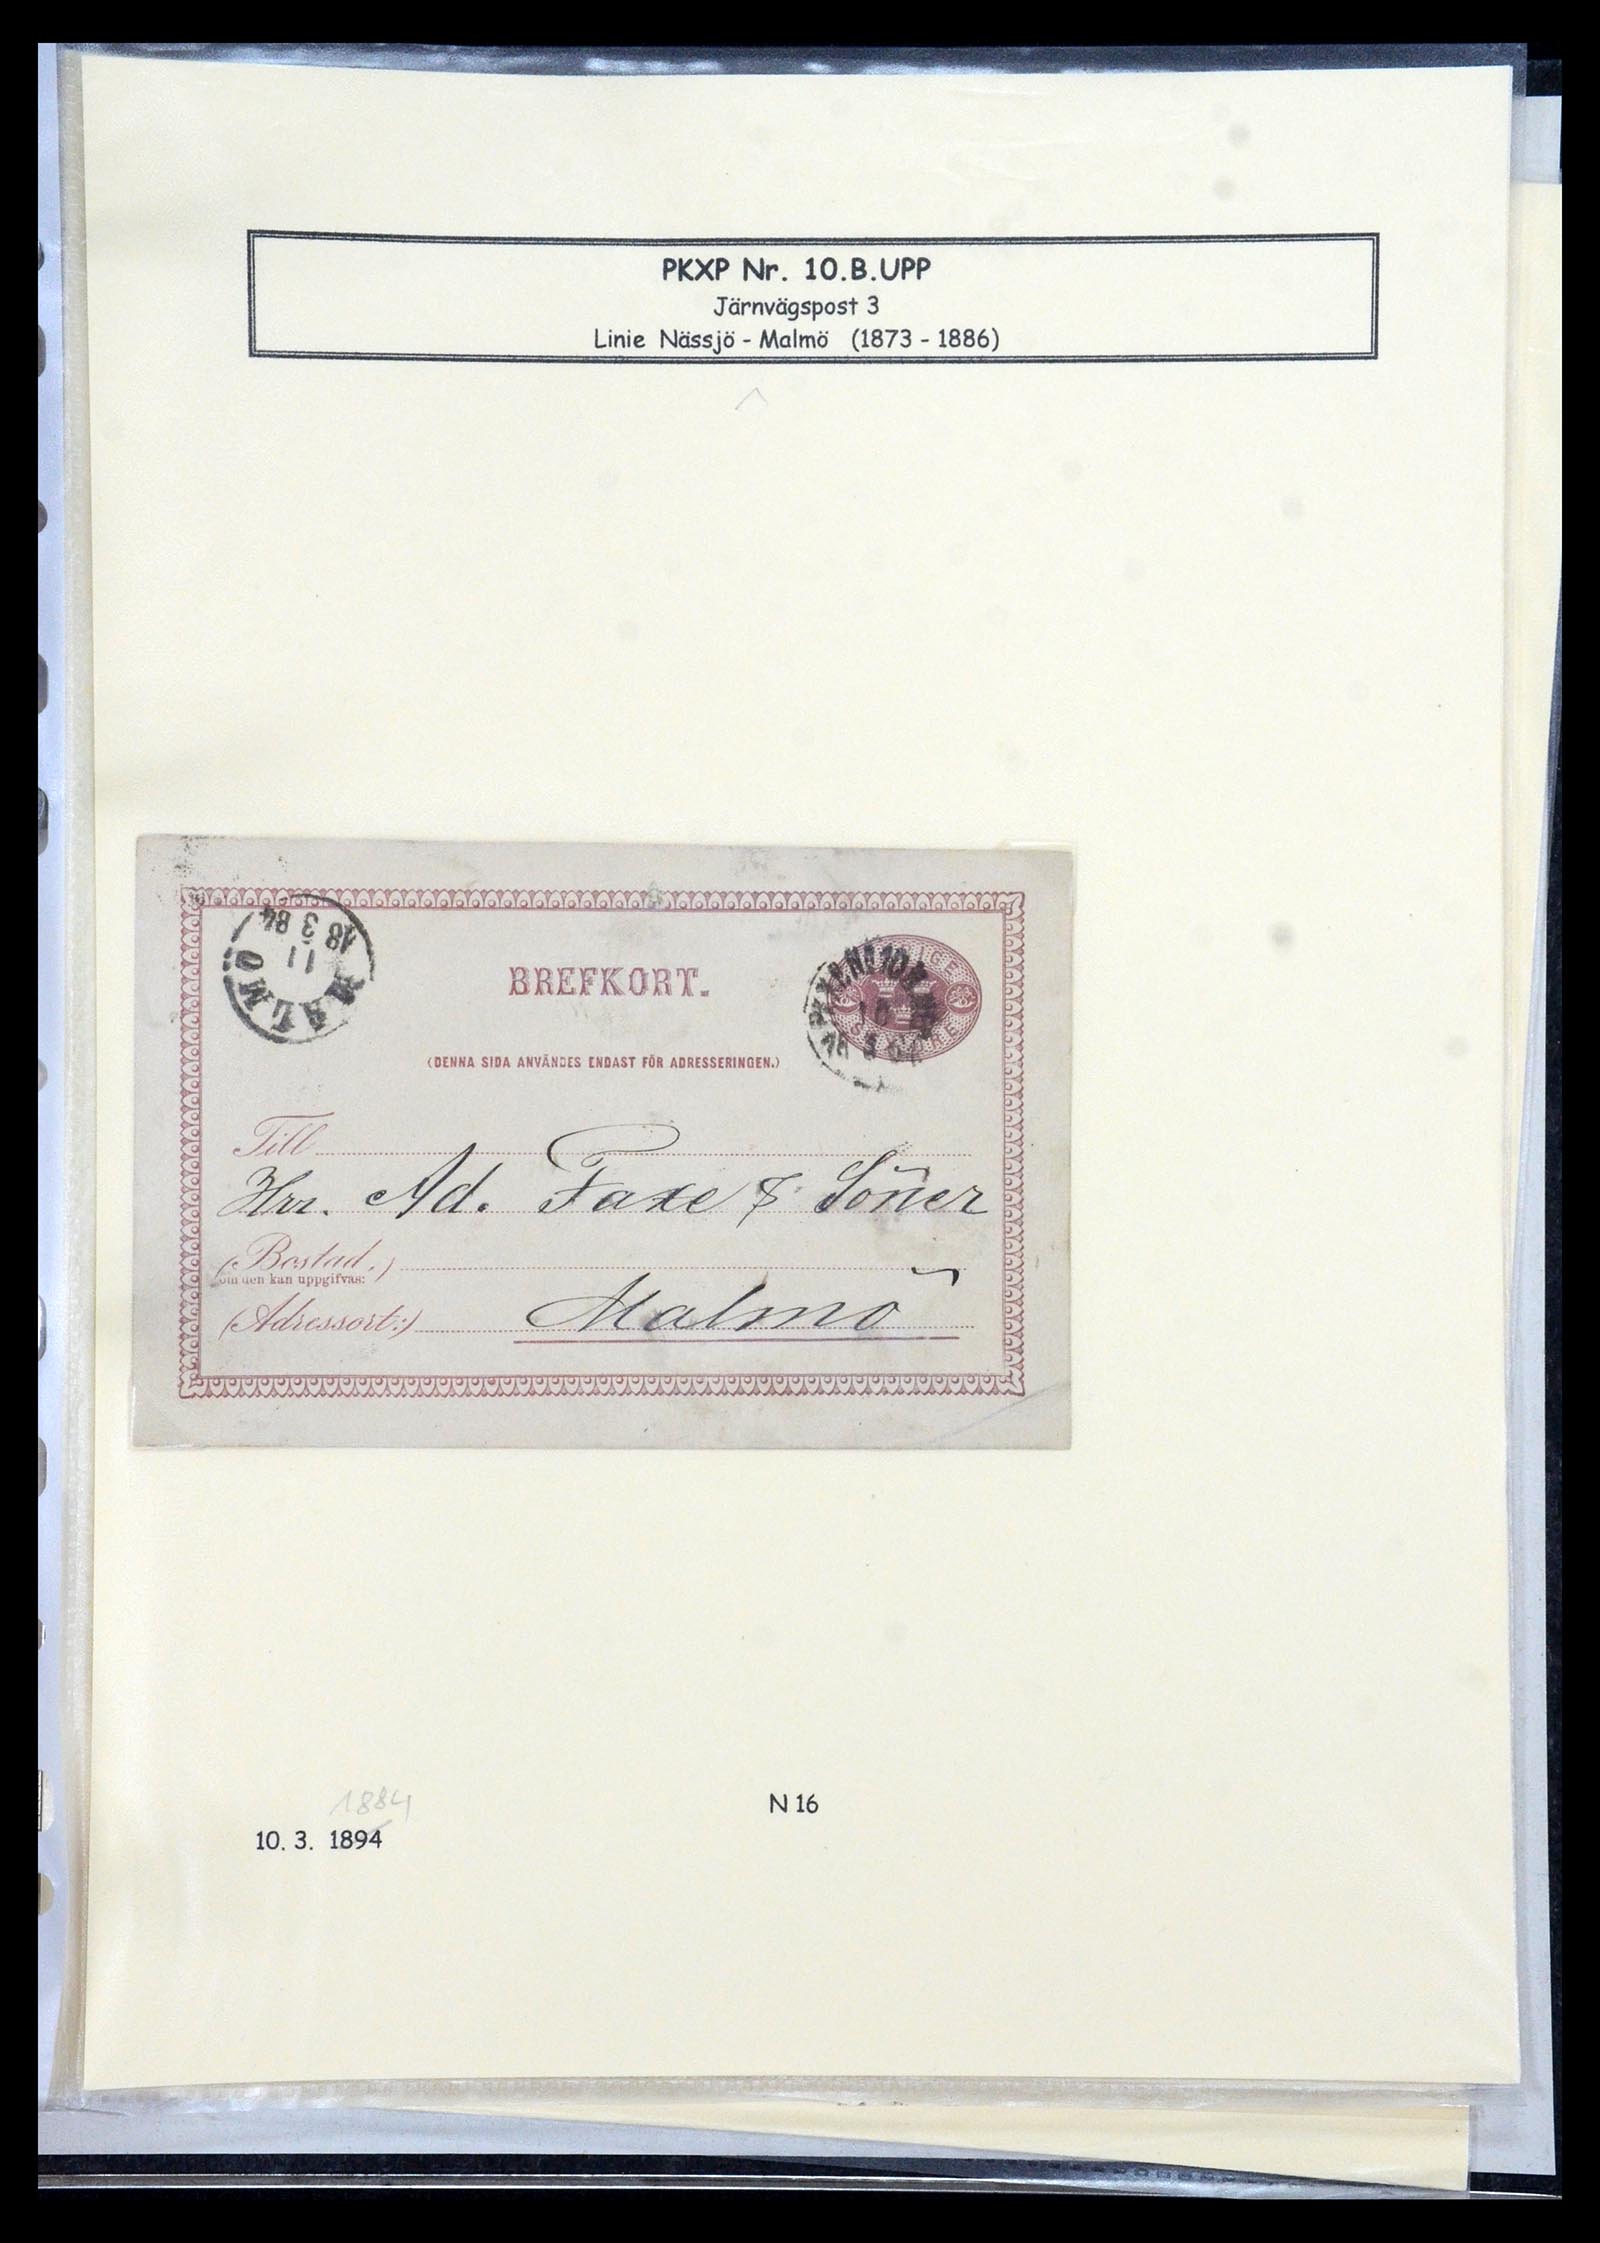 PKXP Nr. 10.B.UPP
Järnvägspost 3
Linie Nässjö - Malmö (1873 - 1886)
MALMÖ
11
18 3 84
BREFKORT.
(DENNA SIDA ANVÄNDES ENDAST FÖR ADRESSERINGEN.)
Till
Hrr. Ad. Faxe & Söner
(Bostad.)
om den kan uppgifvas:
(Adressort:) Malmö
1884
N 16
10. 3. 1894